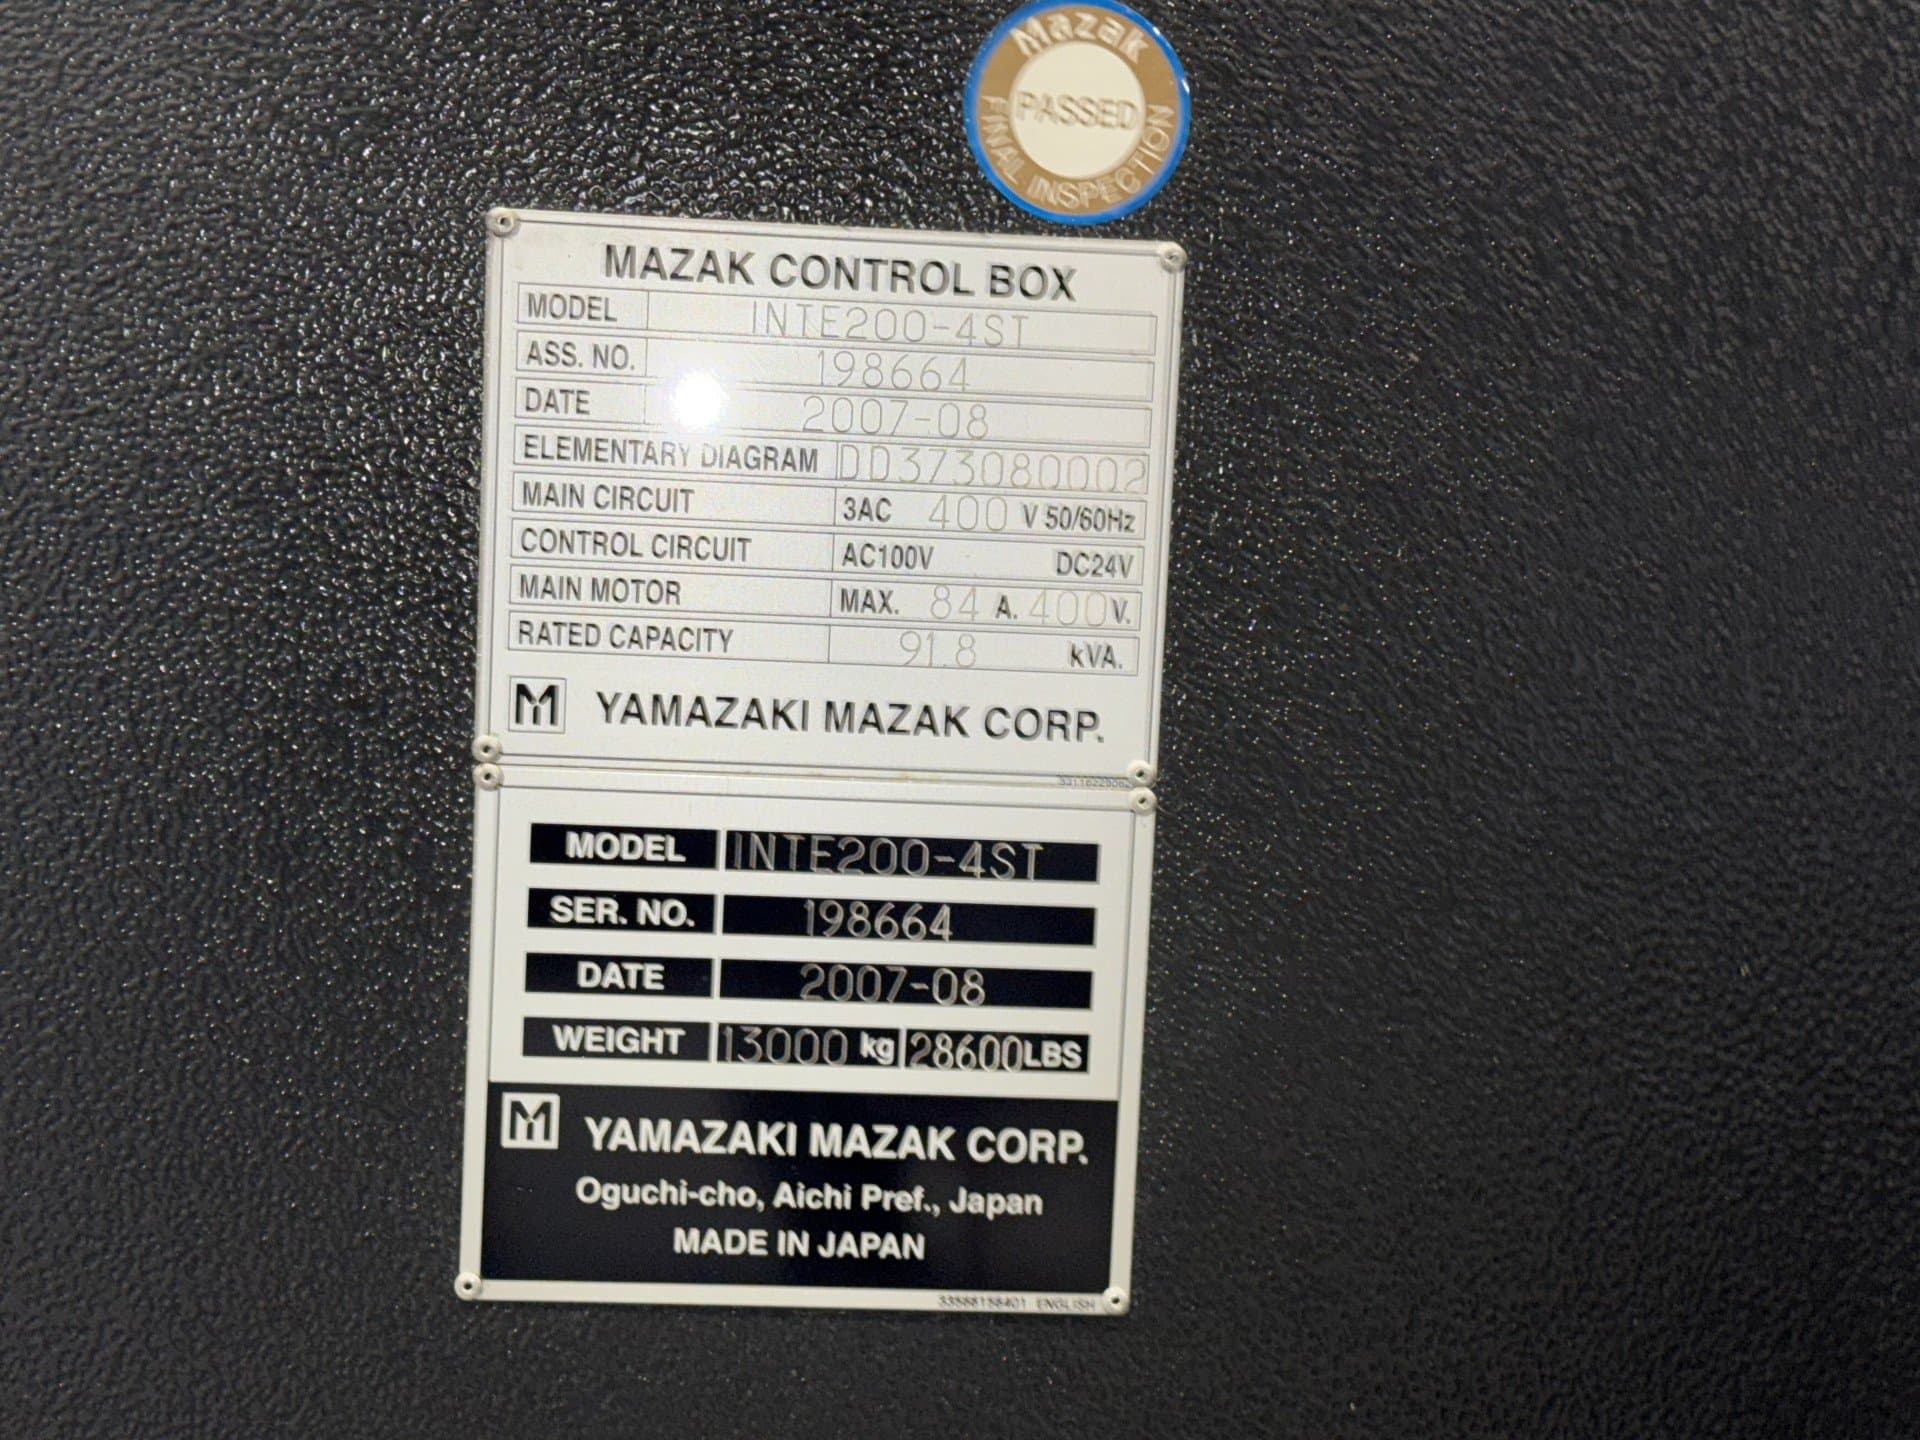 Mazak
PASSED
FINAL INSPECTION
MAZAK CONTROL BOX
MODEL INTE200-4ST
ASS. NO. 198664
DATE 2007-08
ELEMENTARY DIAGRAM DD373080002
MAIN CIRCUIT 3AC 400 V 50/60Hz
CONTROL CIRCUIT AC100V DC24V
MAIN MOTOR MAX. 84 A. 400 V.
RATED CAPACITY 91.8 kVA.
M YAMAZAKI MAZAK CORP.
MODEL INTE200-4ST
SER. NO. 198664
DATE 2007-08
WEIGHT 13000 kg 28600 LBS
M YAMAZAKI MAZAK CORP.
Oguchi-cho, Aichi Pref., Japan
MADE IN JAPAN
ENGLISH